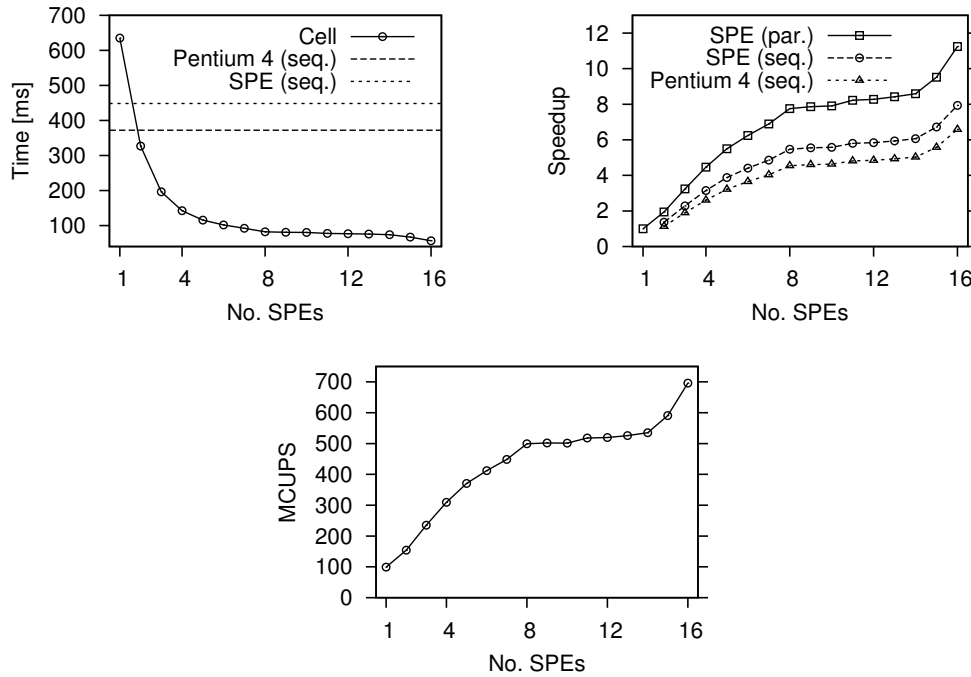 700
600
500
400
300
200
100
Time [ms]
Cell
Pentium 4 (seq.)
SPE (seq.)
1 4 8 12 16
No. SPEs
12
10
8
6
4
2
0
Speedup
SPE (par.)
SPE (seq.)
Pentium 4 (seq.)
1 4 8 12 16
No. SPEs
700
600
500
400
300
200
100
0
MCUPS
1 4 8 12 16
No. SPEs